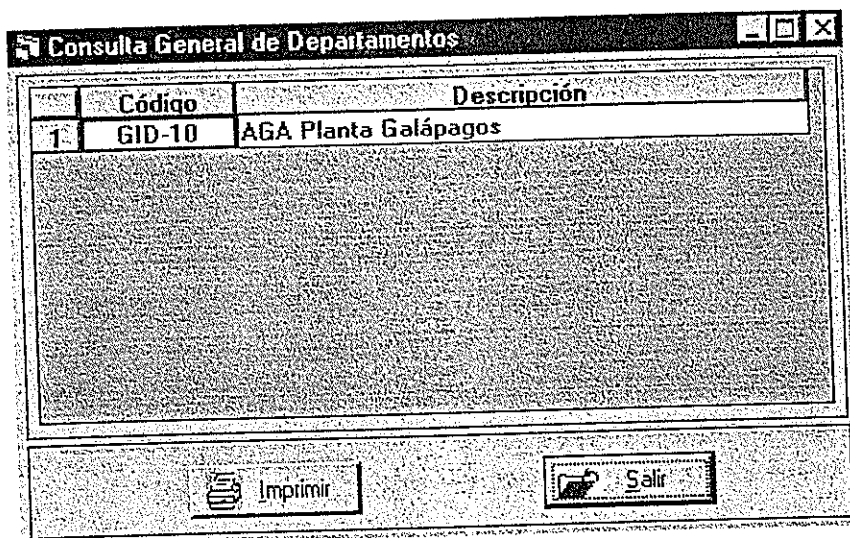 Consulta General de Departamentos
Código Descripción
1 GID-10 AGA Planta Galápagos
Imprimir Salir